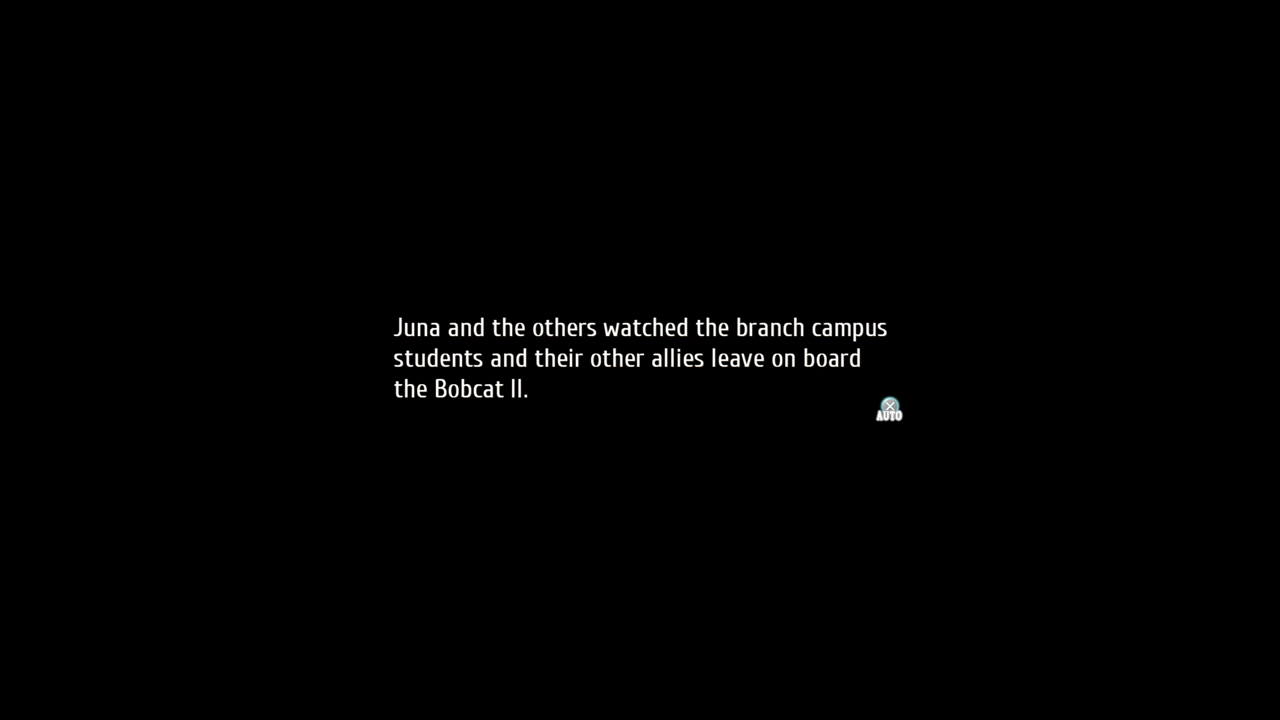 Juna and the others watched the branch campus
students and their other allies leave on board
the Bobcat II.
AUTO